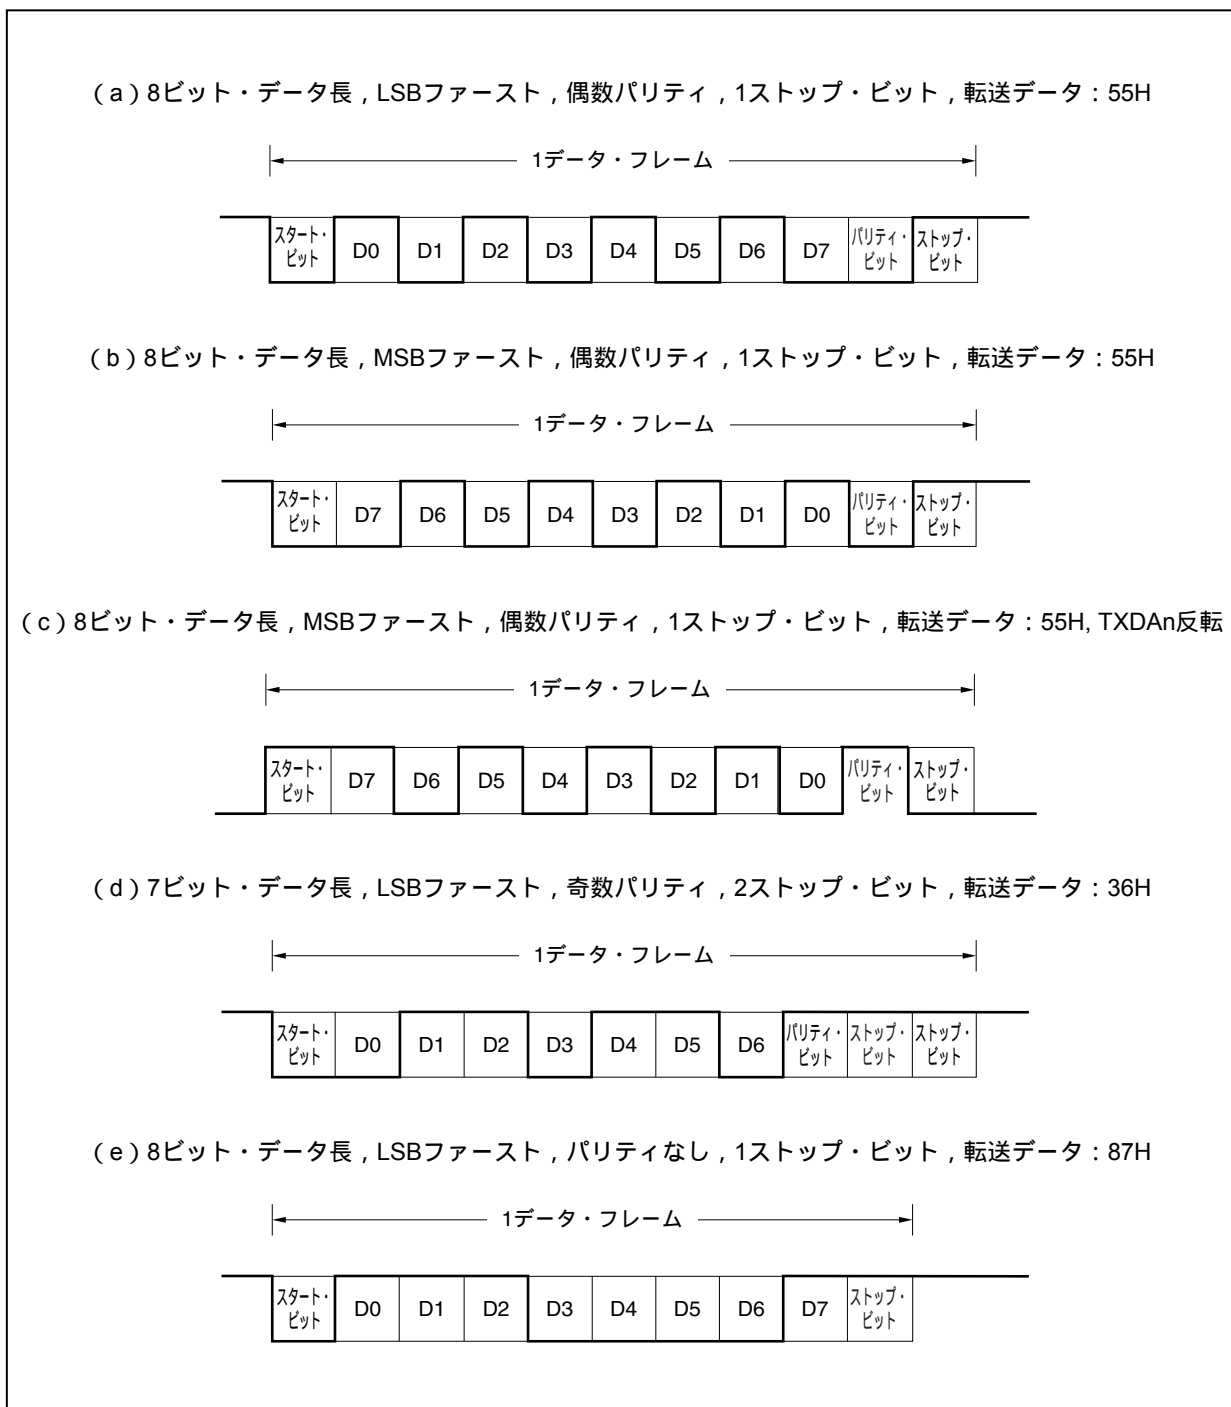 （a）8ビット・データ長，LSBファースト，偶数パリティ，1ストップ・ビット，転送データ：55H
1データ・フレーム
スタート・ビット D0 D1 D2 D3 D4 D5 D6 D7 パリティ・ビット ストップ・ビット
（b）8ビット・データ長，MSBファースト，偶数パリティ，1ストップ・ビット，転送データ：55H
1データ・フレーム
スタート・ビット D7 D6 D5 D4 D3 D2 D1 D0 パリティ・ビット ストップ・ビット
（c）8ビット・データ長，MSBファースト，偶数パリティ，1ストップ・ビット，転送データ：55H, TXDAn反転
1データ・フレーム
スタート・ビット D7 D6 D5 D4 D3 D2 D1 D0 パリティ・ビット ストップ・ビット
（d）7ビット・データ長，LSBファースト，奇数パリティ，2ストップ・ビット，転送データ：36H
1データ・フレーム
スタート・ビット D0 D1 D2 D3 D4 D5 D6 パリティ・ビット ストップ・ビット ストップ・ビット
（e）8ビット・データ長，LSBファースト，パリティなし，1ストップ・ビット，転送データ：87H
1データ・フレーム
スタート・ビット D0 D1 D2 D3 D4 D5 D6 D7 ストップ・ビット